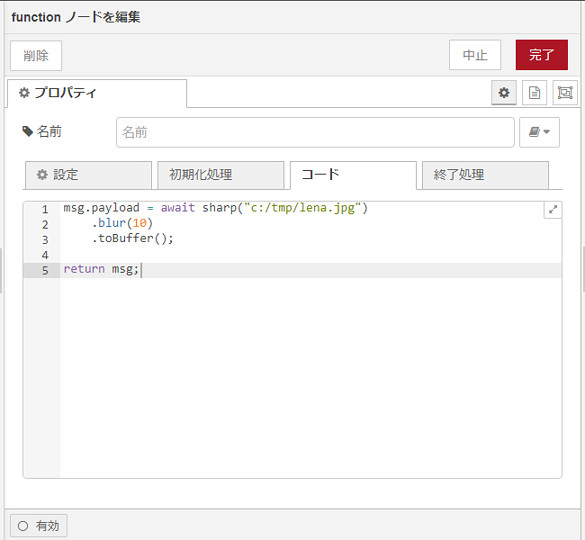 function ノードを編集
削除
中止
完了
プロパティ
名前
名前
設定
初期化処理
コード
終了処理
1 msg.payload = await sharp("c:/tmp/lena.jpg")
2     .blur(10)
3     .toBuffer();
4
5 return msg;
有効